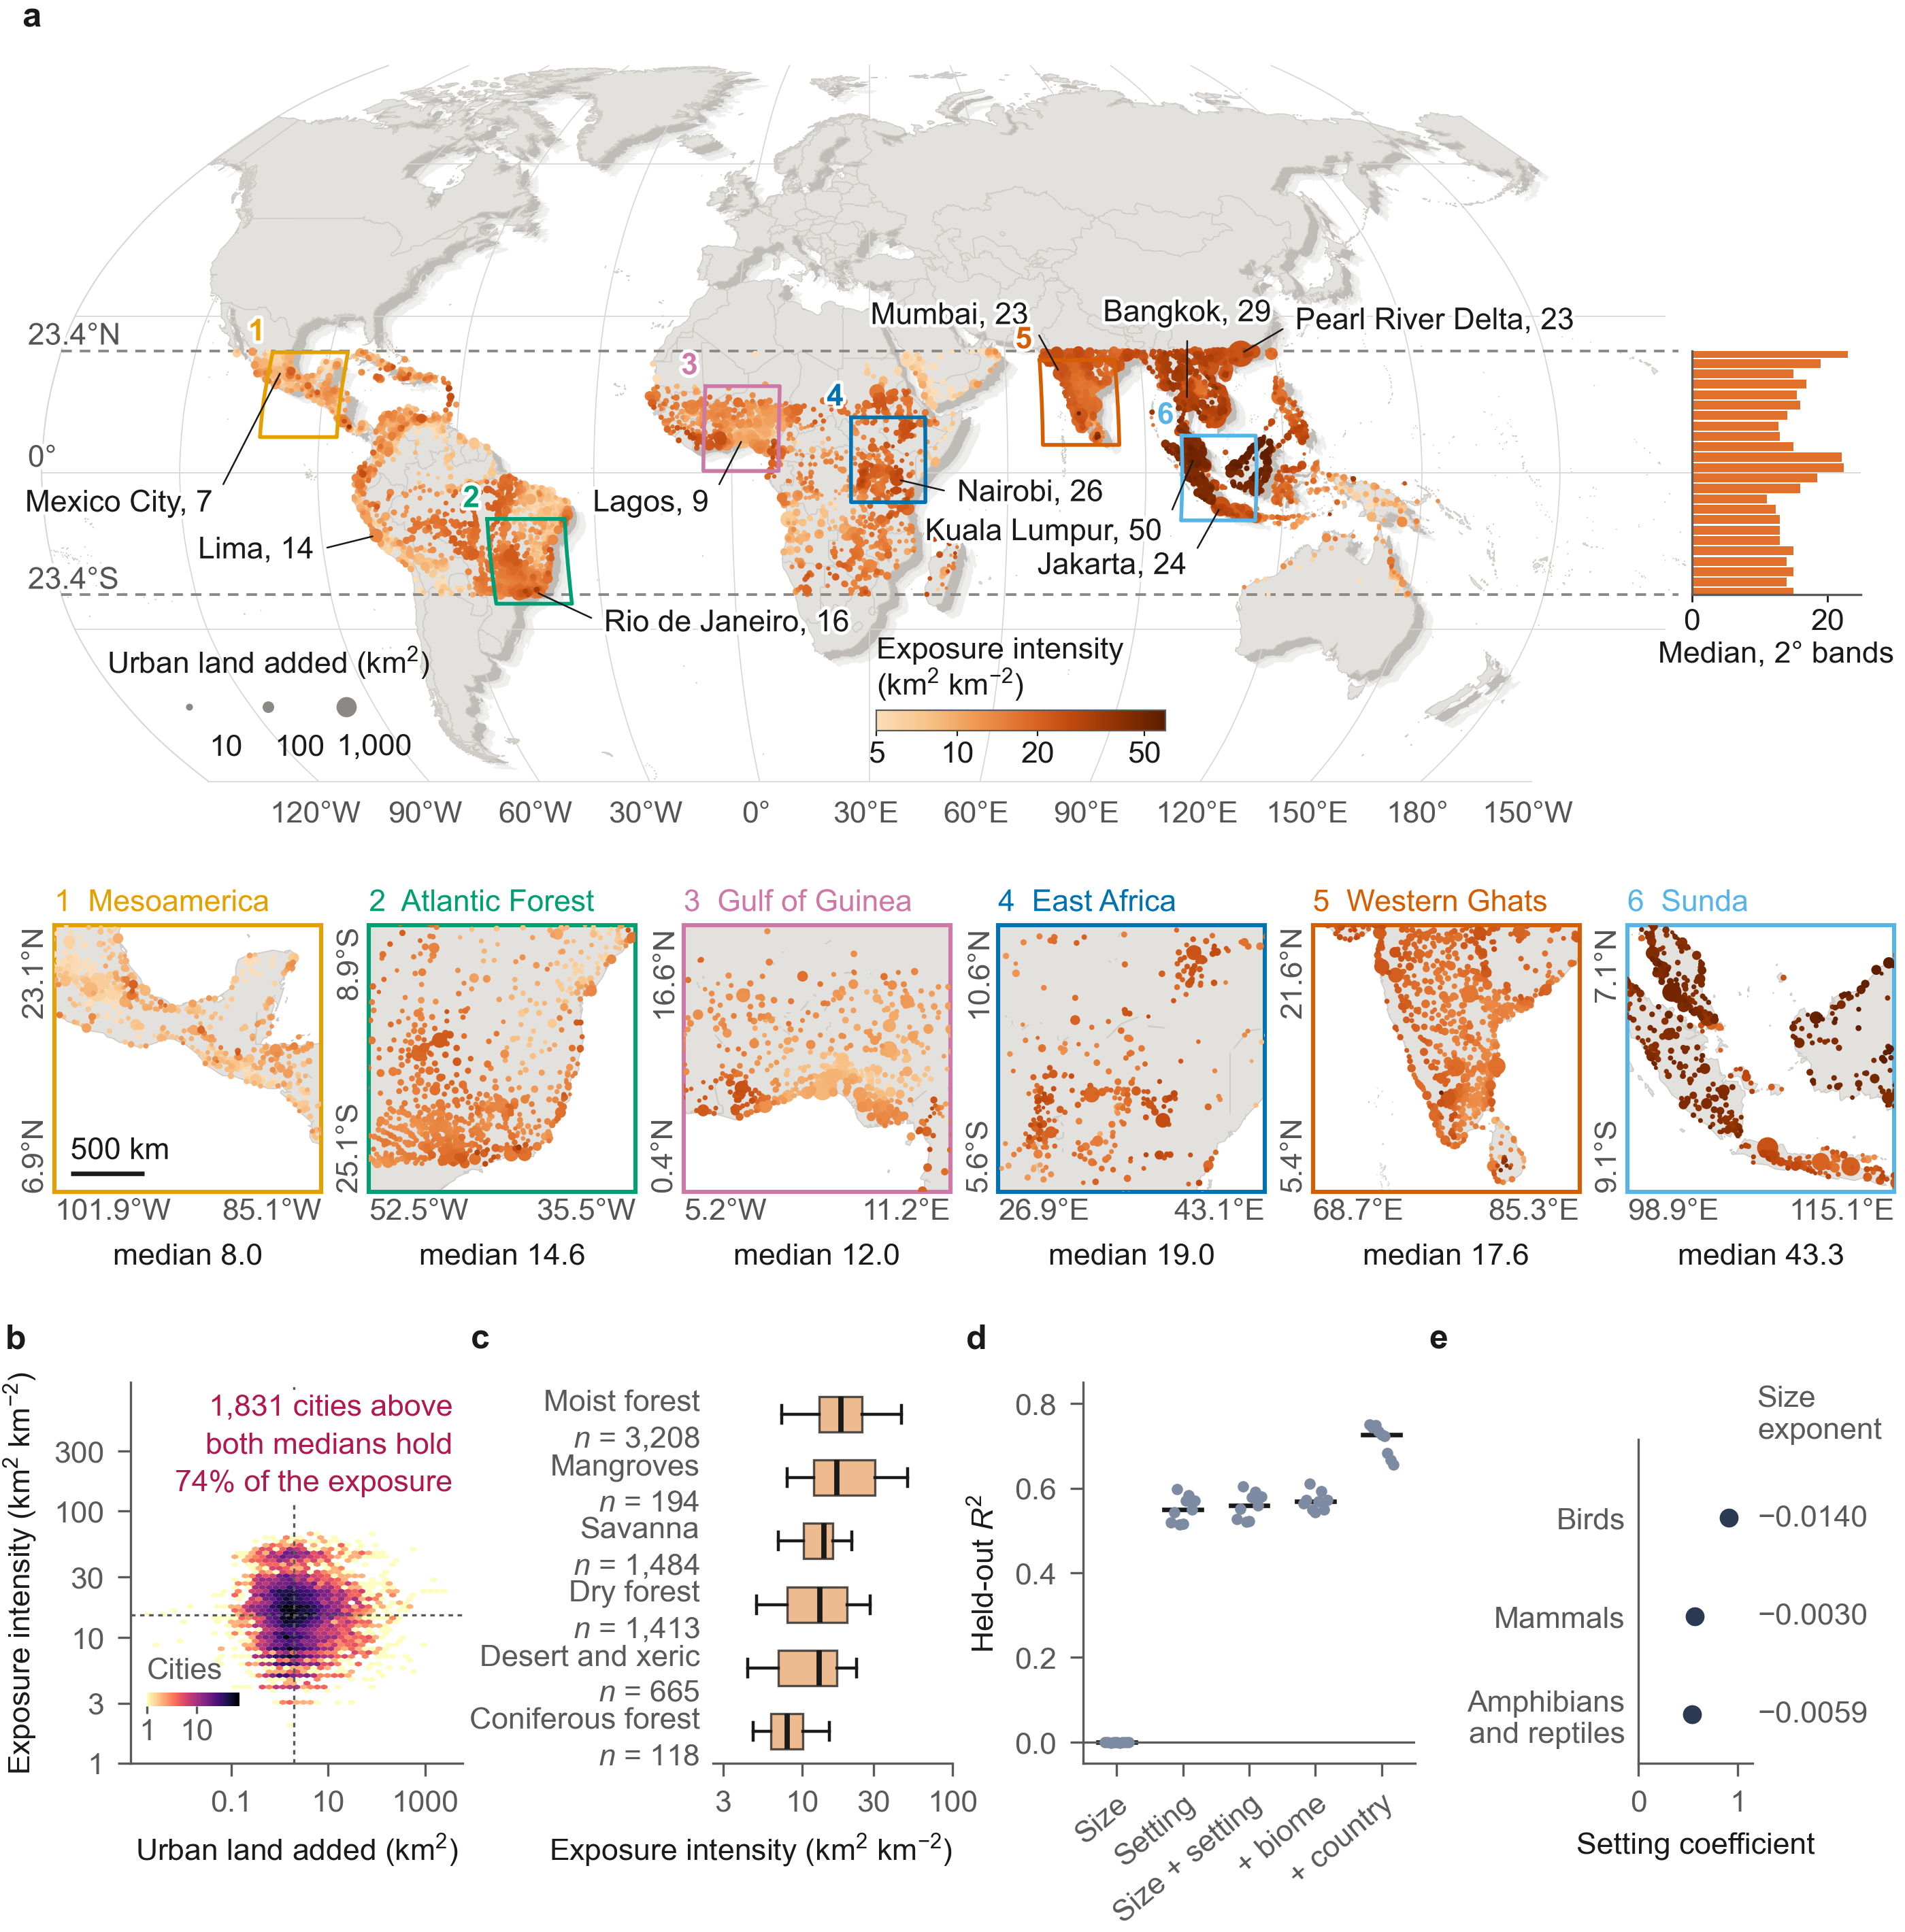 a
23.4°N
0°
23.4°S
1
2
3
4
5
6
Mexico City, 7
Lima, 14
Rio de Janeiro, 16
Lagos, 9
Nairobi, 26
Mumbai, 23
Bangkok, 29
Pearl River Delta, 23
Kuala Lumpur, 50
Jakarta, 24
Urban land added (km²)
10 100 1,000
Exposure intensity
(km² km⁻²)
5 10 20 50
0 20
Median, 2° bands
120°W 90°W 60°W 30°W 0° 30°E 60°E 90°E 120°E 150°E 180° 150°W
1 Mesoamerica
23.1°N
6.9°N
500 km
101.9°W 85.1°W
median 8.0
2 Atlantic Forest
8.9°S
25.1°S
52.5°W 35.5°W
median 14.6
3 Gulf of Guinea
16.6°N
0.4°N
5.2°W 11.2°E
median 12.0
4 East Africa
10.6°N
5.6°S
26.9°E 43.1°E
median 19.0
5 Western Ghats
21.6°N
5.4°N
68.7°E 85.3°E
median 17.6
6 Sunda
7.1°N
9.1°S
98.9°E 115.1°E
median 43.3
b
Exposure intensity (km² km⁻²)
300
100
30
10
3
1
1,831 cities above
both medians hold
74% of the exposure
Cities
1 10
0.1 10 1000
Urban land added (km²)
c
Moist forest
n = 3,208
Mangroves
n = 194
Savanna
n = 1,484
Dry forest
n = 1,413
Desert and xeric
n = 665
Coniferous forest
n = 118
3 10 30 100
Exposure intensity (km² km⁻²)
d
Held-out R²
0.8
0.6
0.4
0.2
0.0
Size
Setting
Size + setting
+ biome
+ country
e
Size
exponent
Birds
−0.0140
Mammals
−0.0030
Amphibians
and reptiles
−0.0059
0 1
Setting coefficient